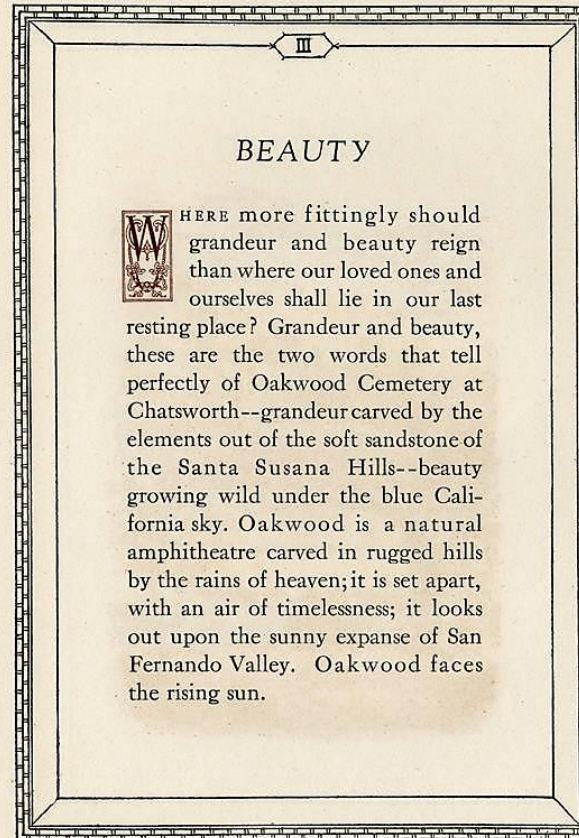 III
BEAUTY
WHERE more fittingly should
grandeur and beauty reign
than where our loved ones and
ourselves shall lie in our last
resting place? Grandeur and beauty,
these are the two words that tell
perfectly of Oakwood Cemetery at
Chatsworth--grandeur carved by the
elements out of the soft sandstone of
the Santa Susana Hills--beauty
growing wild under the blue Cali-
fornia sky. Oakwood is a natural
amphitheatre carved in rugged hills
by the rains of heaven; it is set apart,
with an air of timelessness; it looks
out upon the sunny expanse of San
Fernando Valley. Oakwood faces
the rising sun.